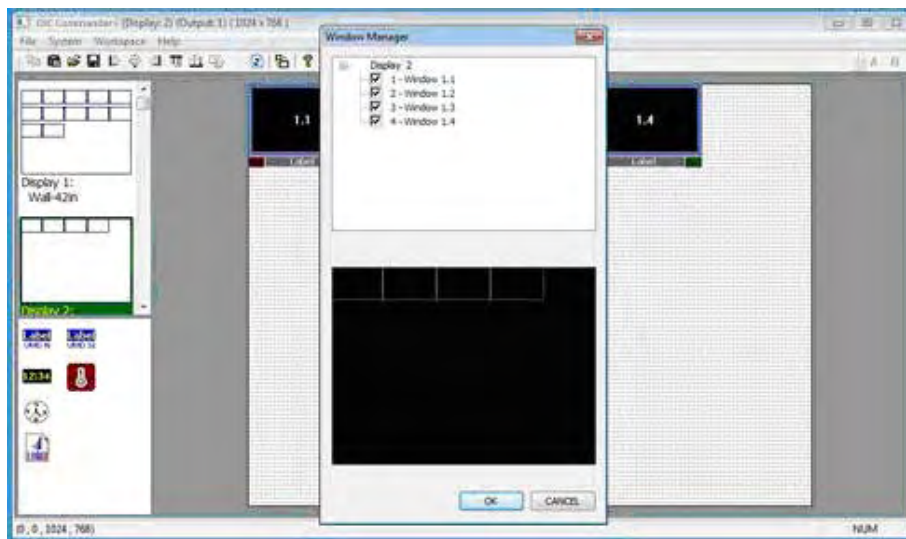 (Display: 2) (Output: 1) (1024 x 768)
File System Workspace Help
Window Manager
Display 2
1 - Window 1.1
2 - Window 1.2
3 - Window 1.3
4 - Window 1.4
1.1
1.4
Label
Label
Display 1:
Wall-42in
Display 2:
Label
Label
12:34
LOGO
OK
CANCEL
(0 , 0 , 1024 , 768)
NUM